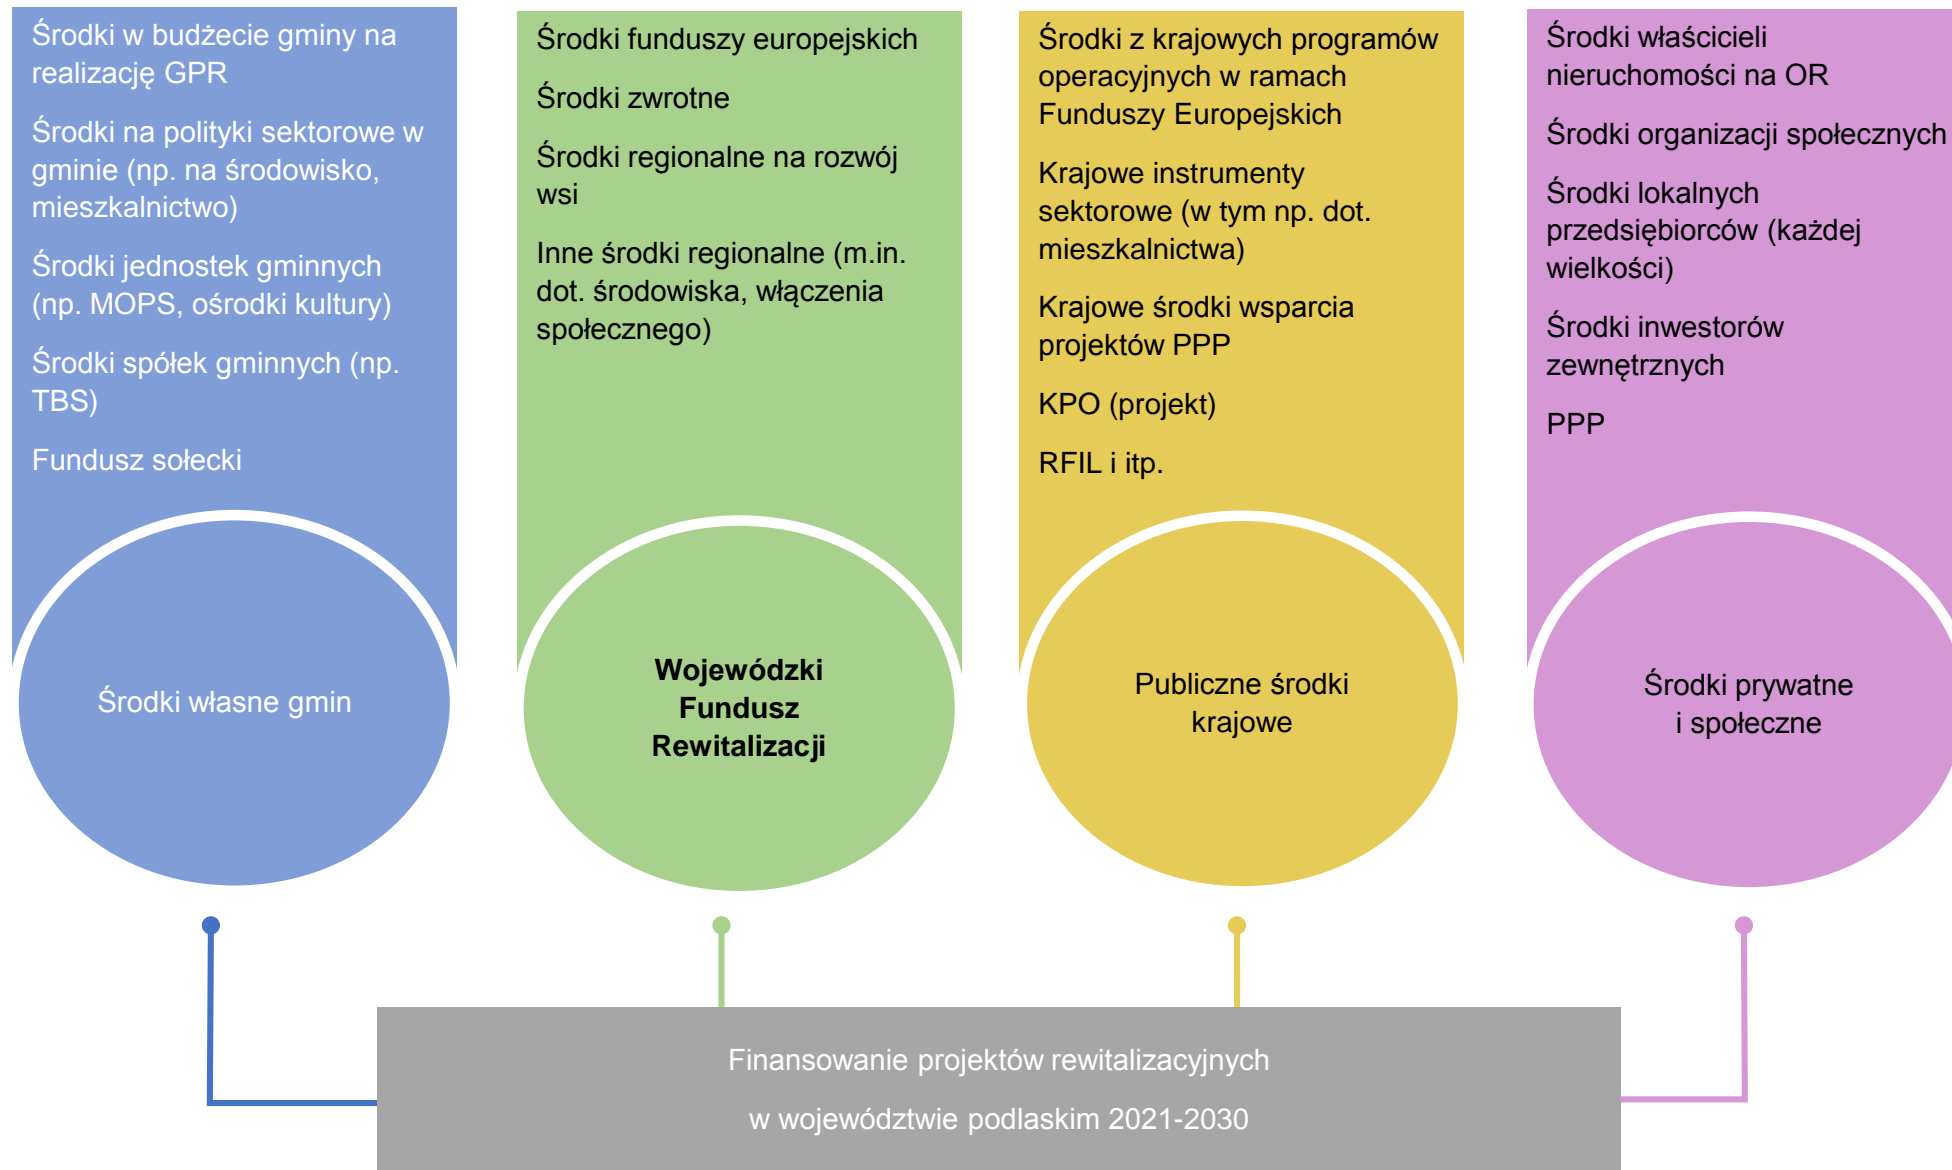 Środki w budżecie gminy na
realizację GPR
Środki na polityki sektorowe w
gminie (np. na środowisko,
mieszkalnictwo)
Środki jednostek gminnych
(np. MOPS, ośrodki kultury)
Środki spółek gminnych (np.
TBS)
Fundusz sołecki
Środki własne gmin
Środki funduszy europejskich
Środki zwrotne
Środki regionalne na rozwój
wsi
Inne środki regionalne (m.in.
dot. środowiska, włączenia
społecznego)
Wojewódzki
Fundusz
Rewitalizacji
Środki z krajowych programów
operacyjnych w ramach
Funduszy Europejskich
Krajowe instrumenty
sektorowe (w tym np. dot.
mieszkalnictwa)
Krajowe środki wsparcia
projektów PPP
KPO (projekt)
RFIL i itp.
Publiczne środki
krajowe
Środki właścicieli
nieruchomości na OR
Środki organizacji społecznych
Środki lokalnych
przedsiębiorców (każdej
wielkości)
Środki inwestorów
zewnętrznych
PPP
Środki prywatne
i społeczne
Finansowanie projektów rewitalizacyjnych
w województwie podlaskim 2021-2030